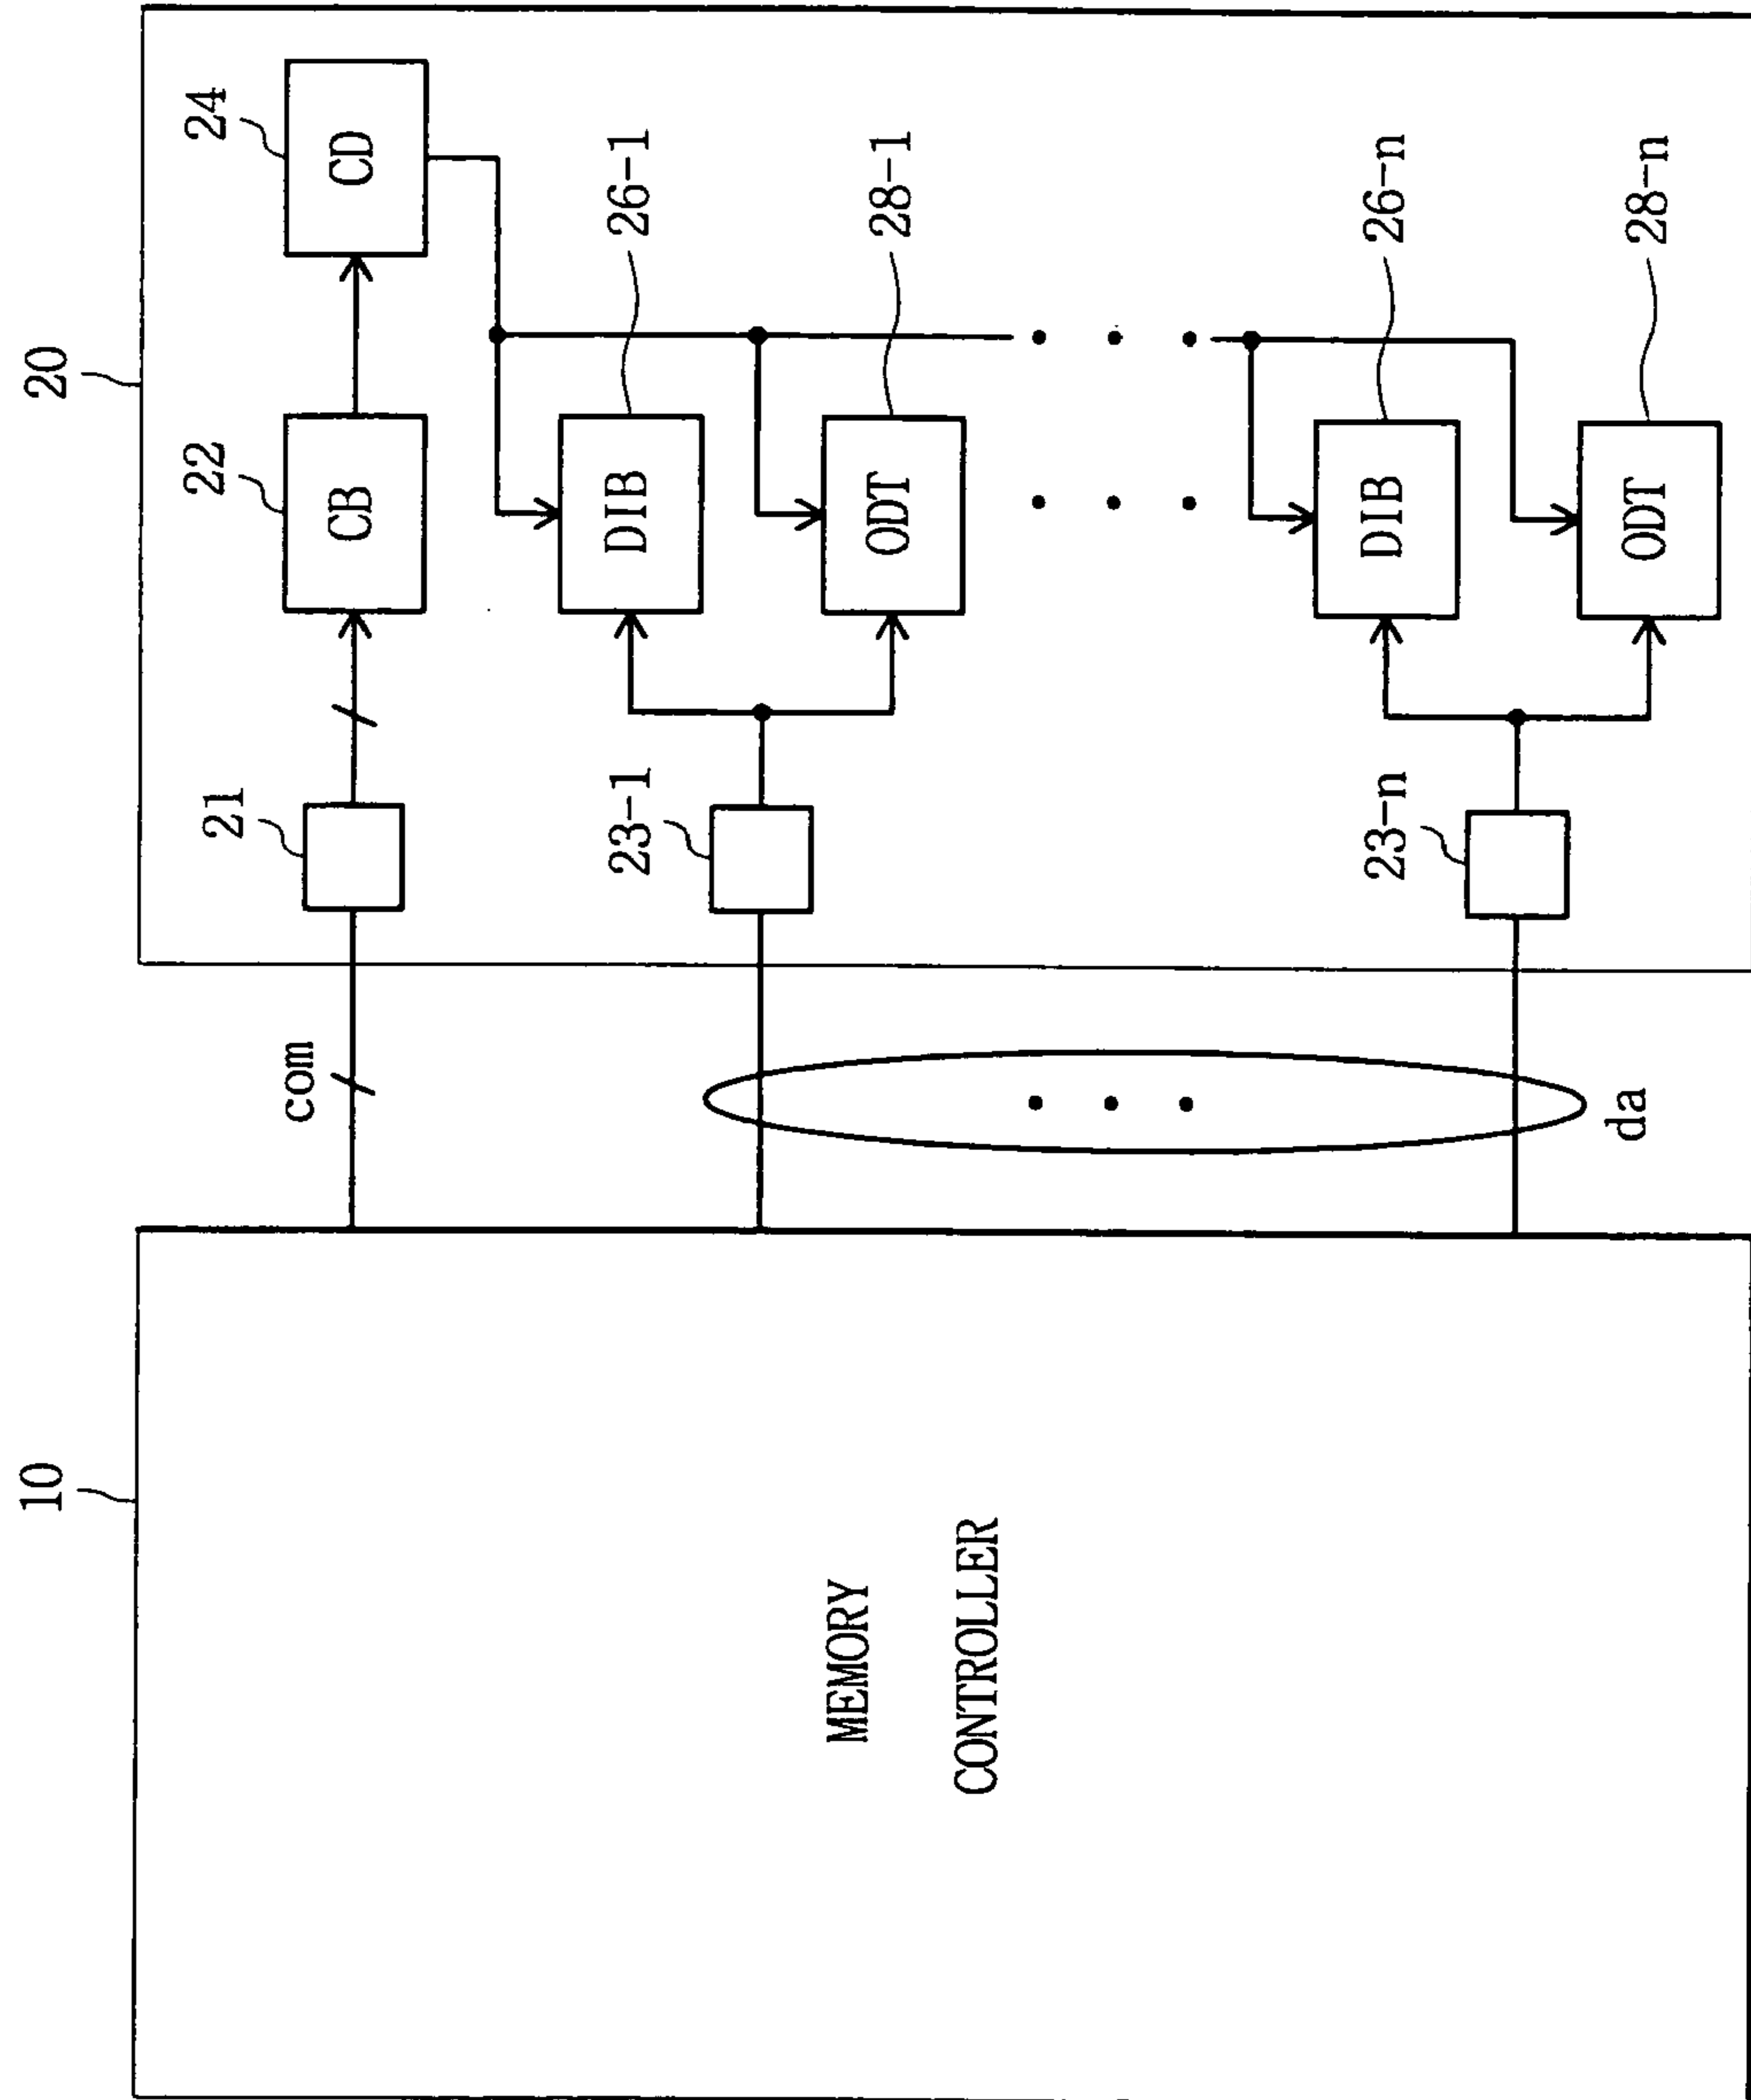 10
20
MEMORY
CONTROLLER
com
da
21
22
24
CB
CD
23-1
DIB
26-1
ODT
28-1
23-n
DIB
26-n
ODT
28-n